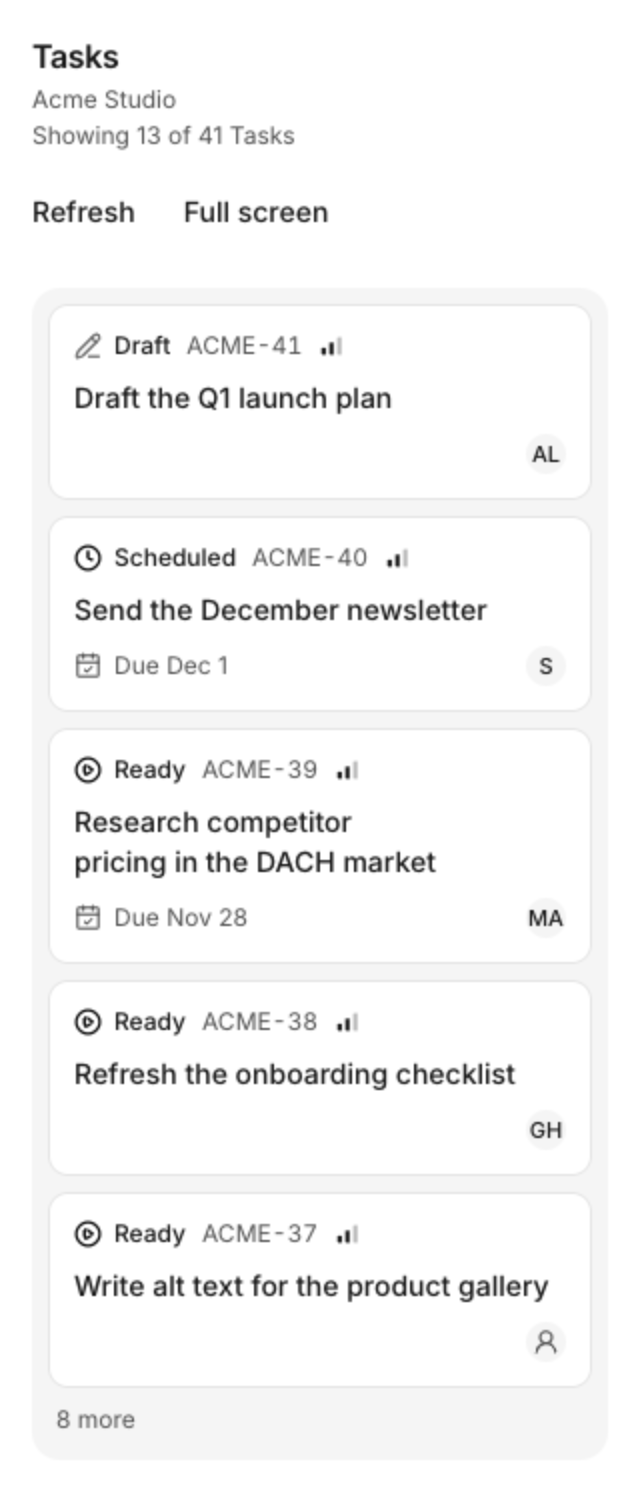 Tasks
Acme Studio
Showing 13 of 41 Tasks
Refresh Full screen
Draft ACME-41
Draft the Q1 launch plan
AL
Scheduled ACME-40
Send the December newsletter
Due Dec 1 S
Ready ACME-39
Research competitor
pricing in the DACH market
Due Nov 28 MA
Ready ACME-38
Refresh the onboarding checklist
GH
Ready ACME-37
Write alt text for the product gallery
8 more